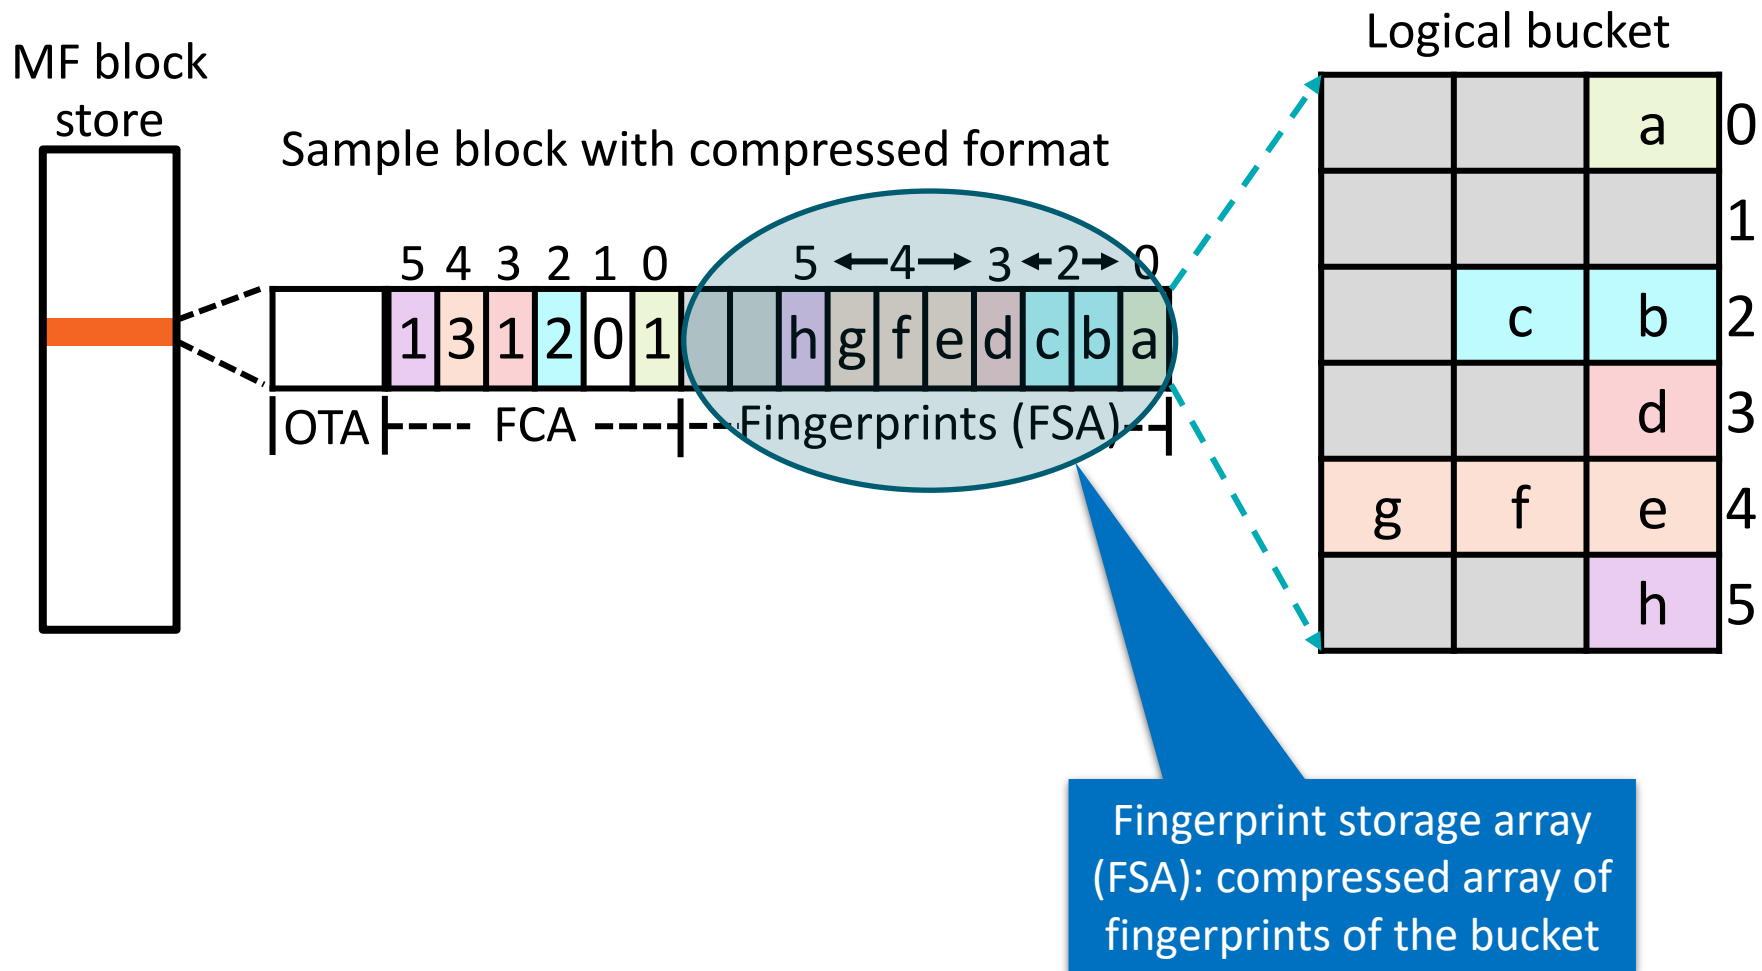 MF block
store
Sample block with compressed format
5 4 3 2 1 0 5 4 3 2 0
1 3 1 2 0 1 h g f e d c b a
OTA FCA Fingerprints (FSA)
Logical bucket
a 0
1
c b 2
d 3
g f e 4
h 5
Fingerprint storage array
(FSA): compressed array of
fingerprints of the bucket